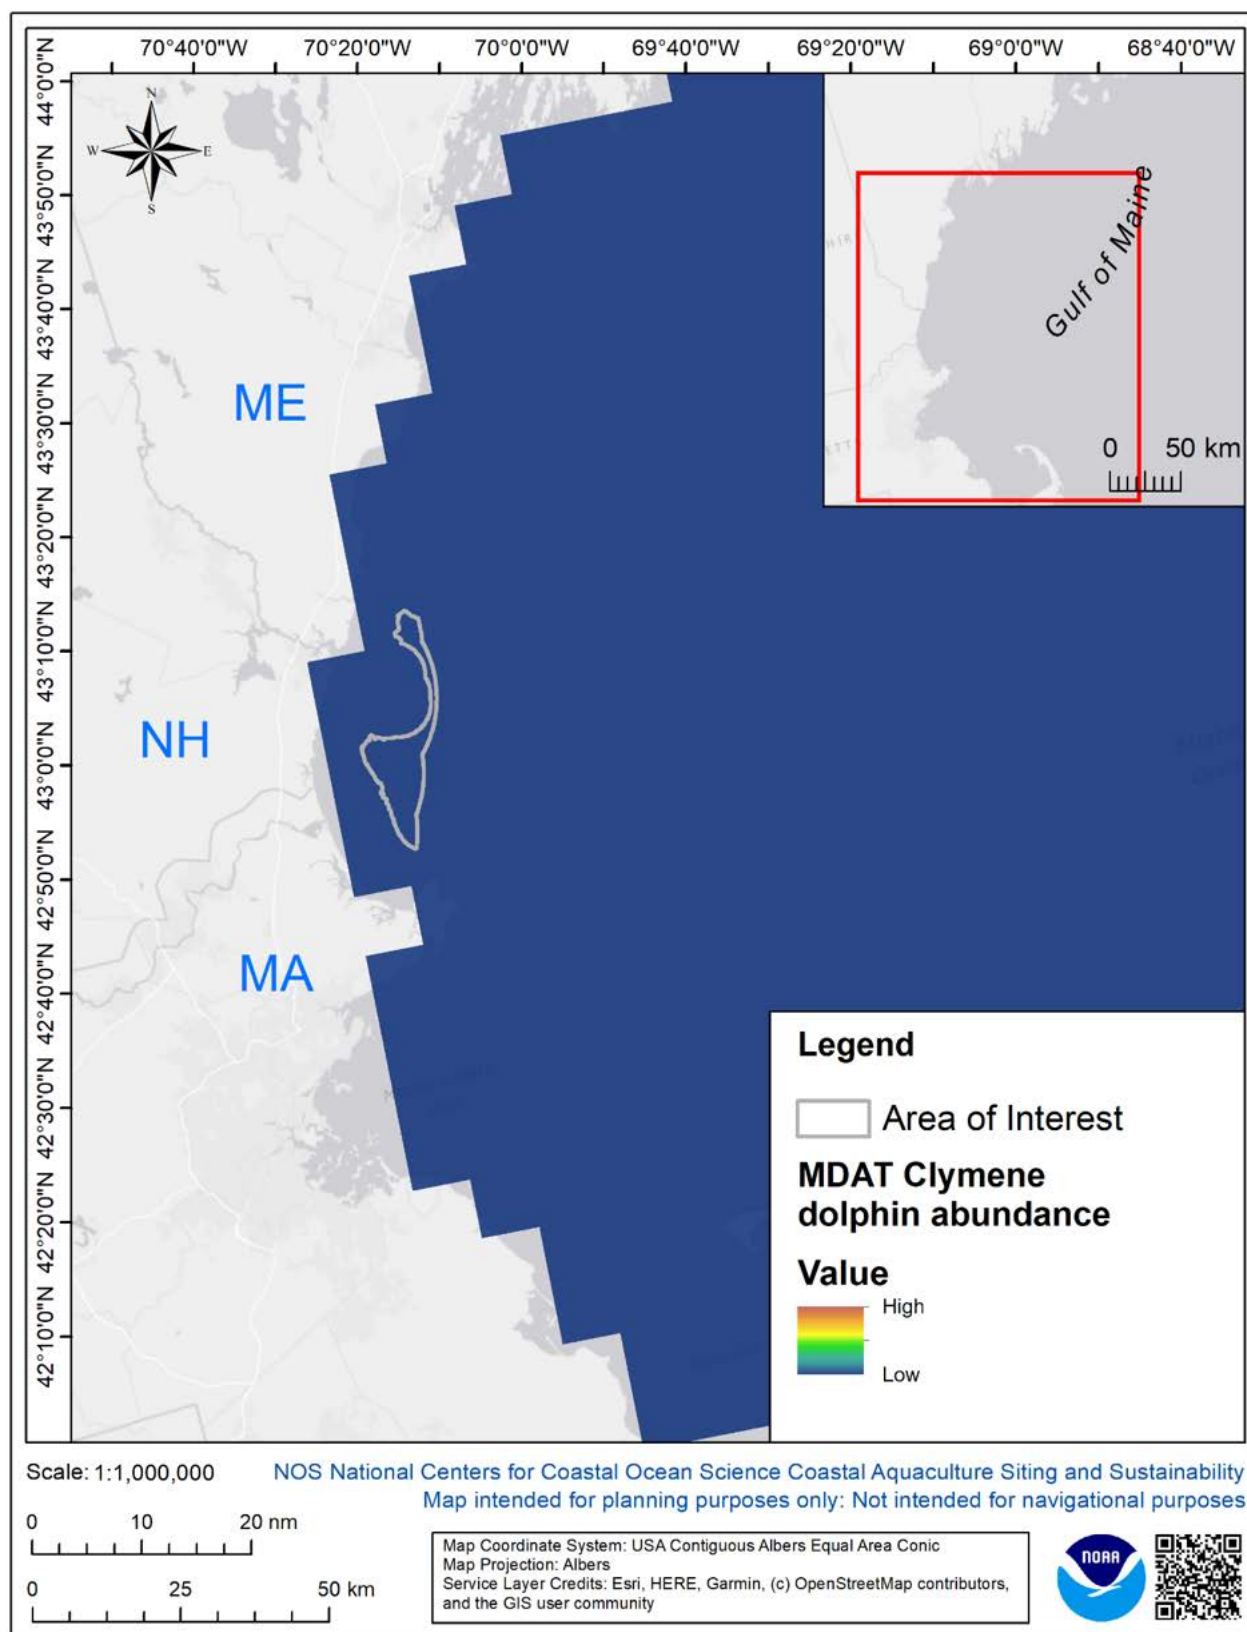 70°40'0"W 70°20'0"W 70°0'0"W 69°40'0"W 69°20'0"W 69°0'0"W 68°40'0"W
44°0'0"N
43°50'0"N
43°40'0"N
43°30'0"N
43°20'0"N
43°10'0"N
43°0'0"N
42°50'0"N
42°40'0"N
42°30'0"N
42°20'0"N
42°10'0"N
N
W E
S
Gulf of Maine
0 50 km
ME
NH
MA
Legend
Area of Interest
MDAT Clymene
dolphin abundance
Value
High
Low
Scale: 1:1,000,000
NOS National Centers for Coastal Ocean Science Coastal Aquaculture Siting and Sustainability
Map intended for planning purposes only: Not intended for navigational purposes
0 10 20 nm
0 25 50 km
Map Coordinate System: USA Contiguous Albers Equal Area Conic
Map Projection: Albers
Service Layer Credits: Esri, HERE, Garmin, (c) OpenStreetMap contributors,
and the GIS user community
NOAA